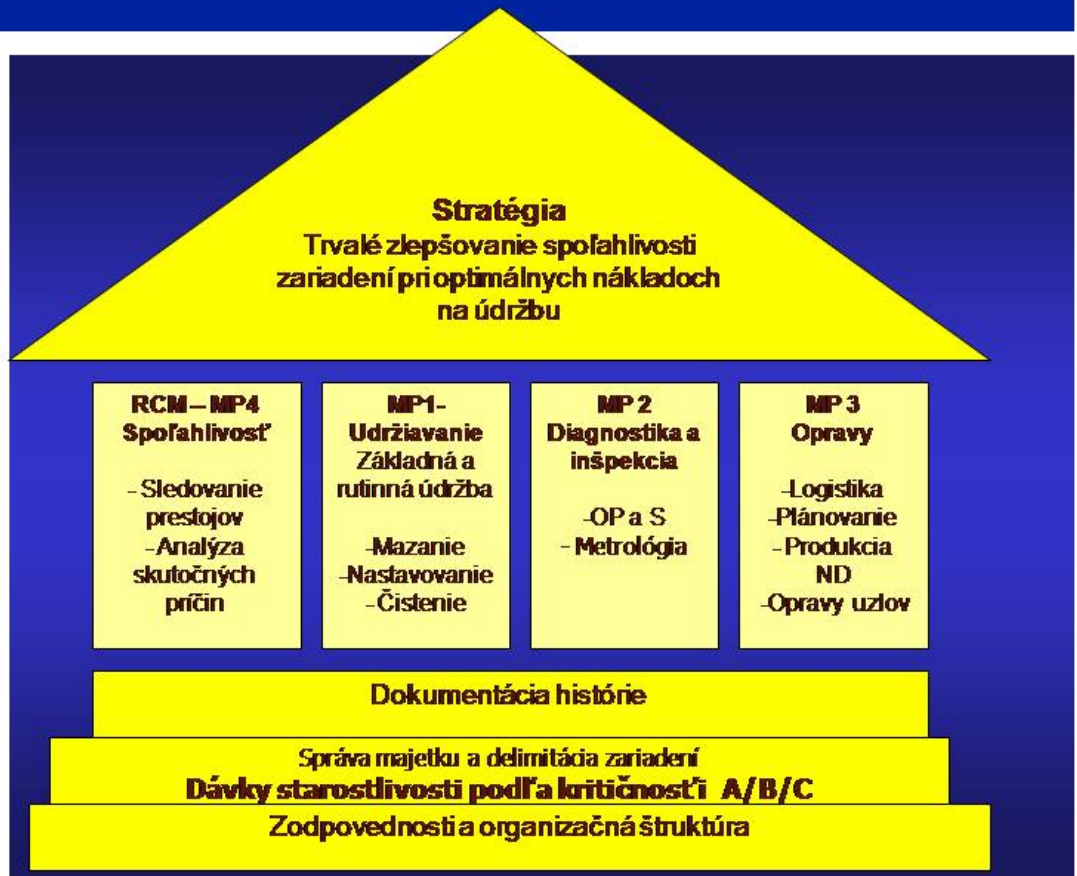 Stratégia
Trvalé zlepšovanie spoľahlivosti
zariadení pri optimálnych nákladoch
na údržbu
RCM – MP4
Spoľahlivosť
- Sledovanie
prestojov
- Analýza
skutočných
príčin
MP1-
Udržiavanie
Základná a
rutinná údržba
-Mazanie
-Nastavovanie
-Čistenie
MP 2
Diagnostika a
inšpekcia
-OP a S
- Metrológia
MP 3
Opravy
-Logistika
-Plánovanie
- Produkcia
ND
-Opravy uzlov
Dokumentácia histórie
Správa majetku a delimitácia zariadení
Dávky starostlivosti podľa kritičnosťi A/B/C
Zodpovednosti a organizačná štruktúra